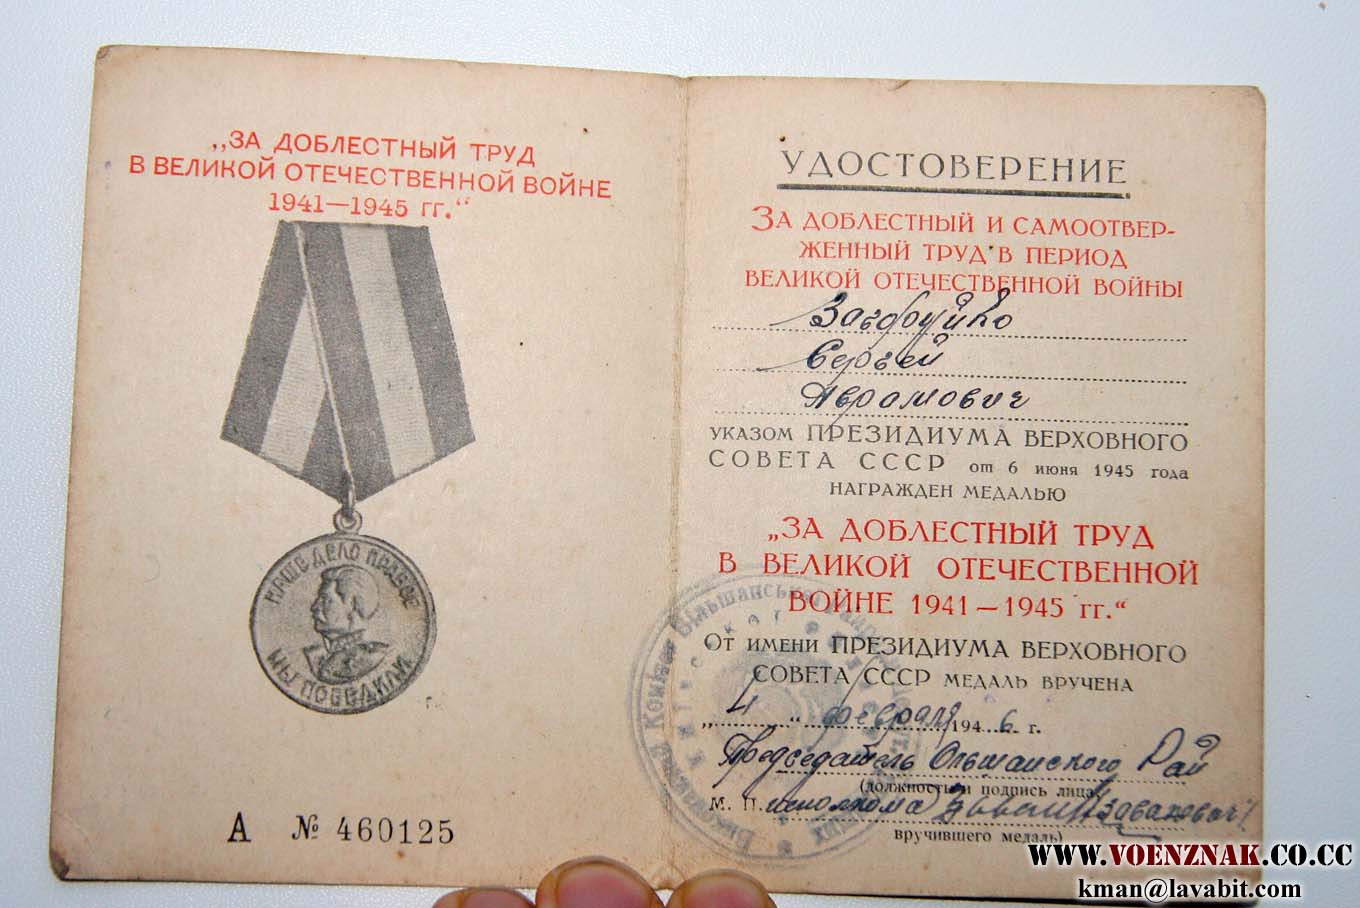 „ЗА ДОБЛЕСТНЫЙ ТРУД
В ВЕЛИКОЙ ОТЕЧЕСТВЕННОЙ ВОЙНЕ
1941—1945 гг.“
НАШЕ ДЕЛО ПРАВОЕ
МЫ ПОБЕДИЛИ
А № 460125
УДОСТОВЕРЕНИЕ
ЗА ДОБЛЕСТНЫЙ И САМООТВЕР-
ЖЕННЫЙ ТРУД В ПЕРИОД
ВЕЛИКОЙ ОТЕЧЕСТВЕННОЙ ВОЙНЫ
Сергей
Аврамович
УКАЗОМ ПРЕЗИДИУМА ВЕРХОВНОГО
СОВЕТА СССР от 6 июня 1945 года
НАГРАЖДЕН МЕДАЛЬЮ
„ЗА ДОБЛЕСТНЫЙ ТРУД
В ВЕЛИКОЙ ОТЕЧЕСТВЕННОЙ
ВОЙНЕ 1941—1945 гг.“
ОТ ИМЕНИ ПРЕЗИДИУМА ВЕРХОВНОГО
СОВЕТА СССР МЕДАЛЬ ВРУЧЕНА
„4“ февраля 1946 г.
Председатель Ольшанского Рай
(должность и подпись лица,
М. П. исполкома
вручившего медаль)
WWW.VOENZNAK.CO.CC
kman@lavabit.com